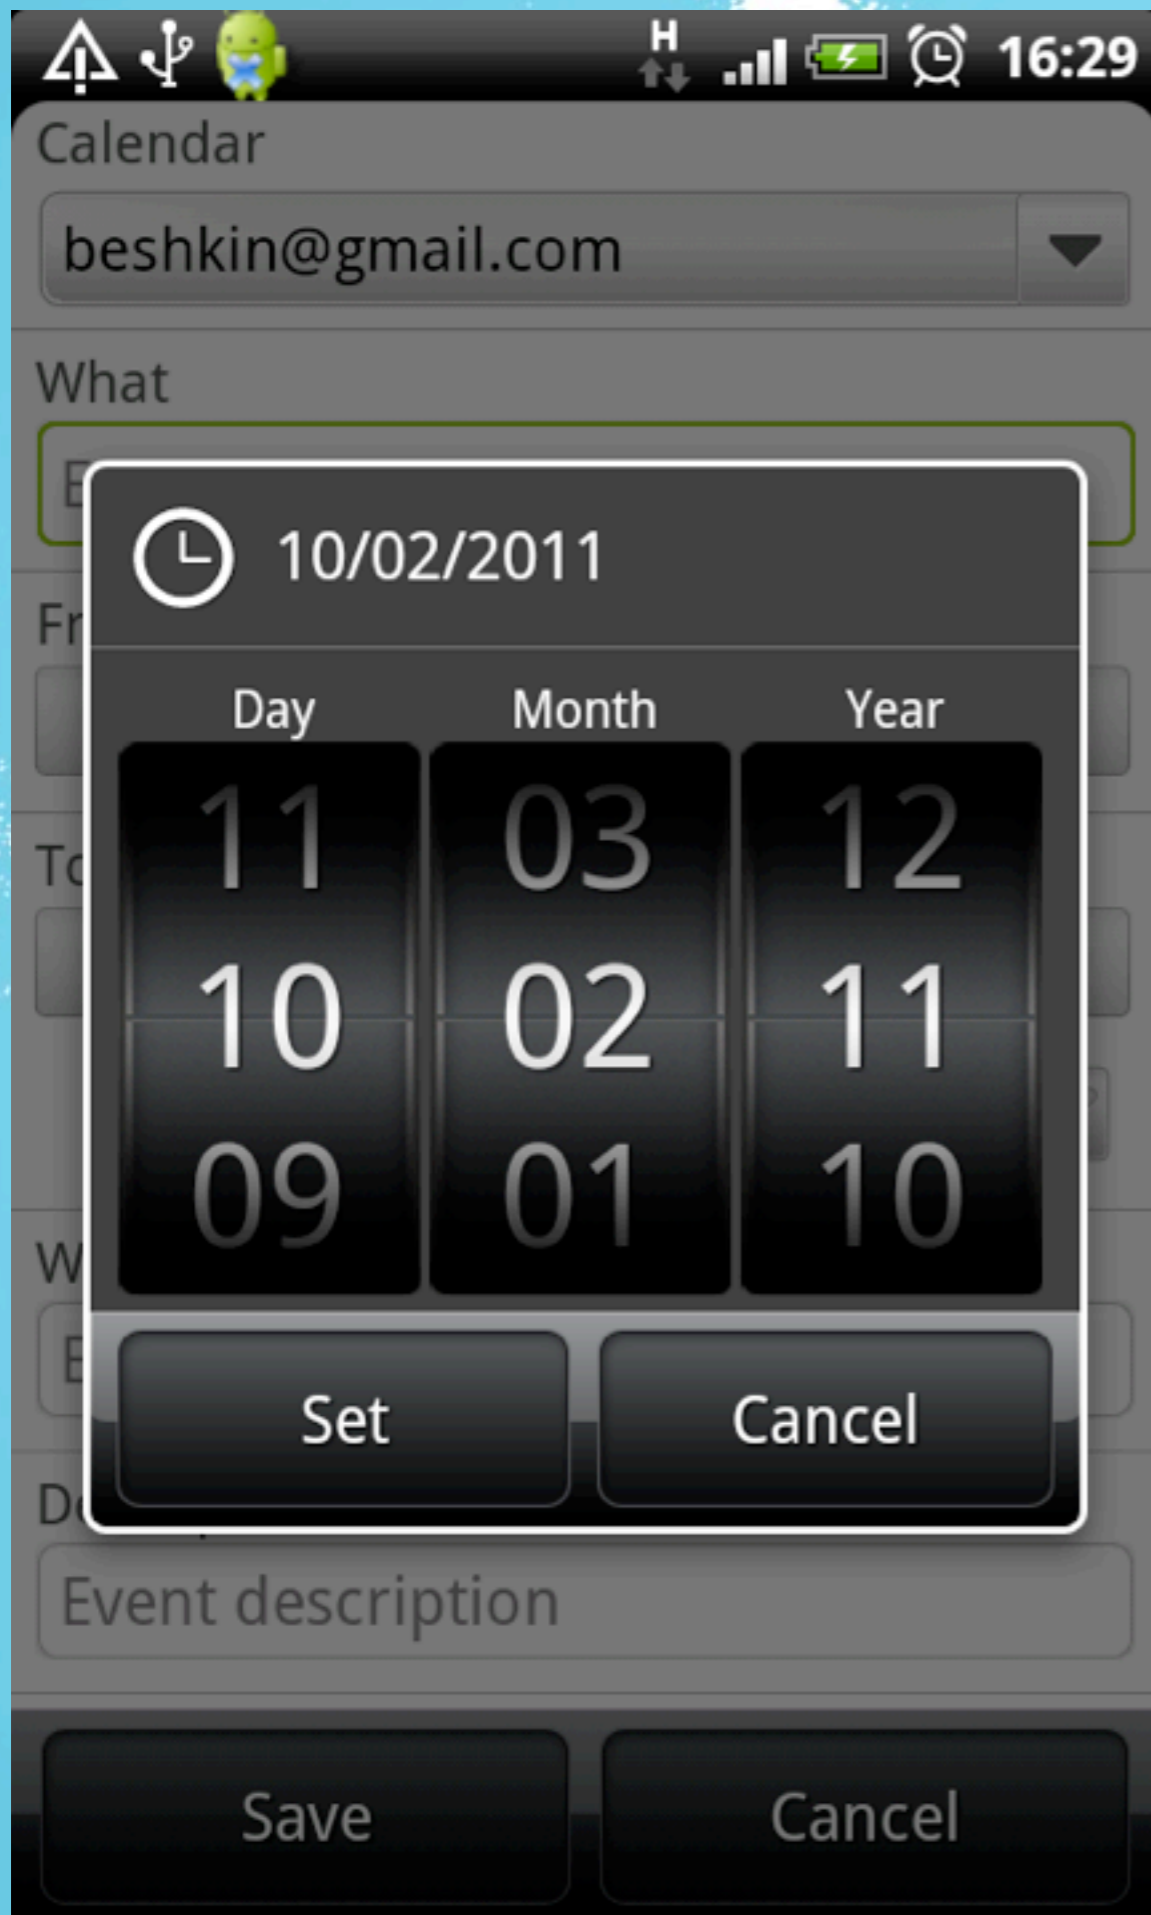 H
16:29
Calendar
beshkin@gmail.com
What
10/02/2011
Day Month Year
11 03 12
10 02 11
09 01 10
Set Cancel
Event description
Save Cancel